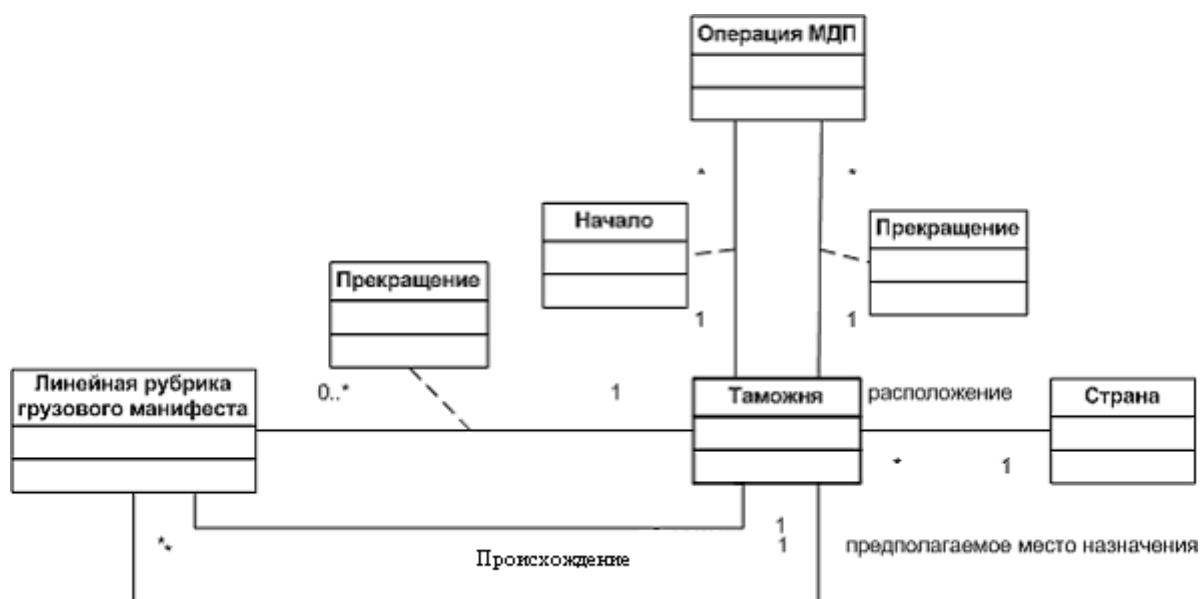 Операция МДП
* *
Начало
Прекращение
Прекращение
1 1
Линейная рубрика
грузового манифеста
0..* 1
Таможня
расположение
Страна
* 1
**
1
1
Происхождение
предполагаемое место назначения